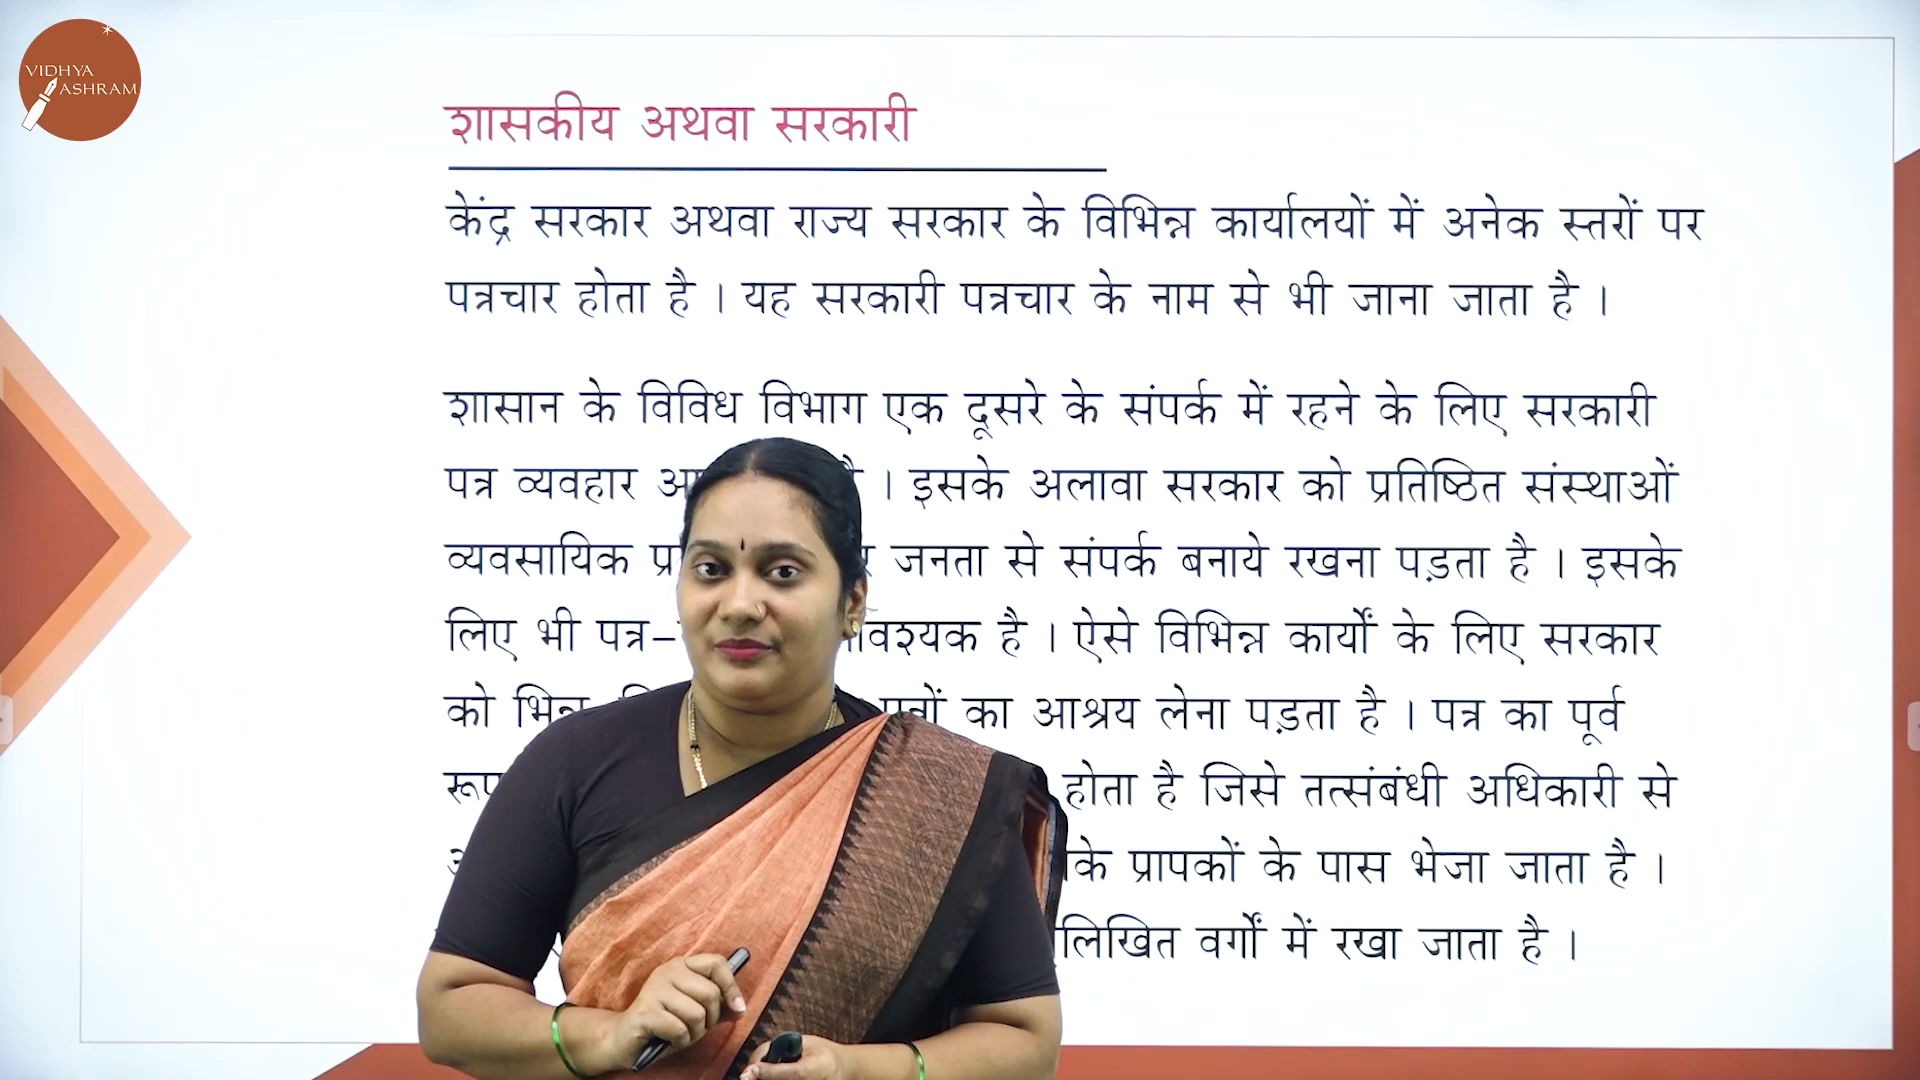 VIDHYA
ASHRAM
शासकीय अथवा सरकारी
केंद्र सरकार अथवा राज्य सरकार के विभिन्न कार्यालयों में अनेक स्तरों पर
पत्रचार होता है । यह सरकारी पत्रचार के नाम से भी जाना जाता है ।
शासान के विविध विभाग एक दूसरे के संपर्क में रहने के लिए सरकारी
पत्र व्यवहार । इसके अलावा सरकार को प्रतिष्ठित संस्थाओं
व्यवसायिक जनता से संपर्क बनाये रखना पड़ता है । इसके
लिए भी पत्र– है । ऐसे विभिन्न कार्यों के लिए सरकार
को भिन्न का आश्रय लेना पड़ता है । पत्र का पूर्व
होता है जिसे तत्संबंधी अधिकारी से
के प्रापकों के पास भेजा जाता है ।
वर्गों में रखा जाता है ।